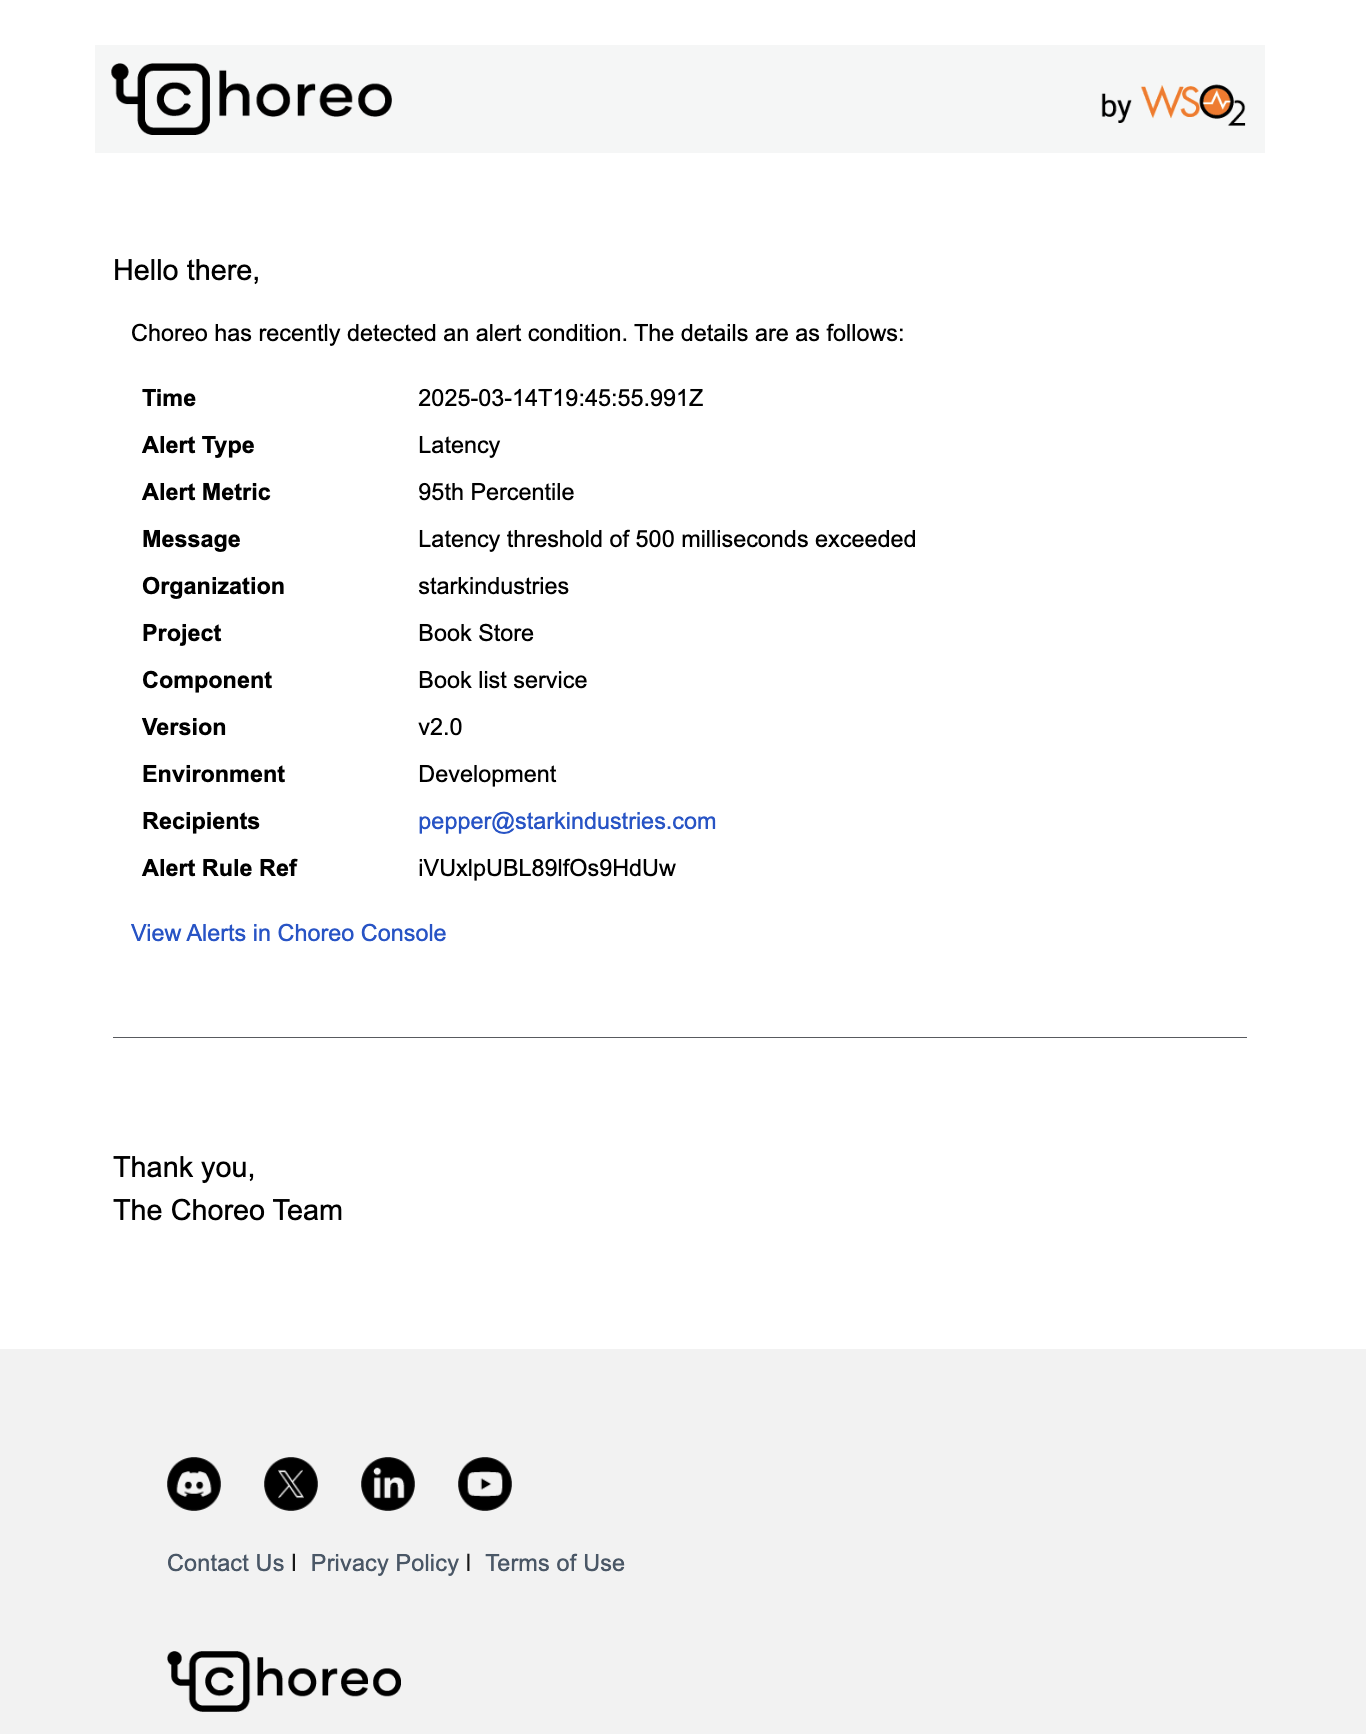 choreo
by WSO2
Hello there,
Choreo has recently detected an alert condition. The details are as follows:
Time 2025-03-14T19:45:55.991Z
Alert Type Latency
Alert Metric 95th Percentile
Message Latency threshold of 500 milliseconds exceeded
Organization starkindustries
Project Book Store
Component Book list service
Version v2.0
Environment Development
Recipients pepper@starkindustries.com
Alert Rule Ref iVUxlpUBL89lfOs9HdUw
View Alerts in Choreo Console
Thank you,
The Choreo Team
in
Contact Us | Privacy Policy | Terms of Use
choreo